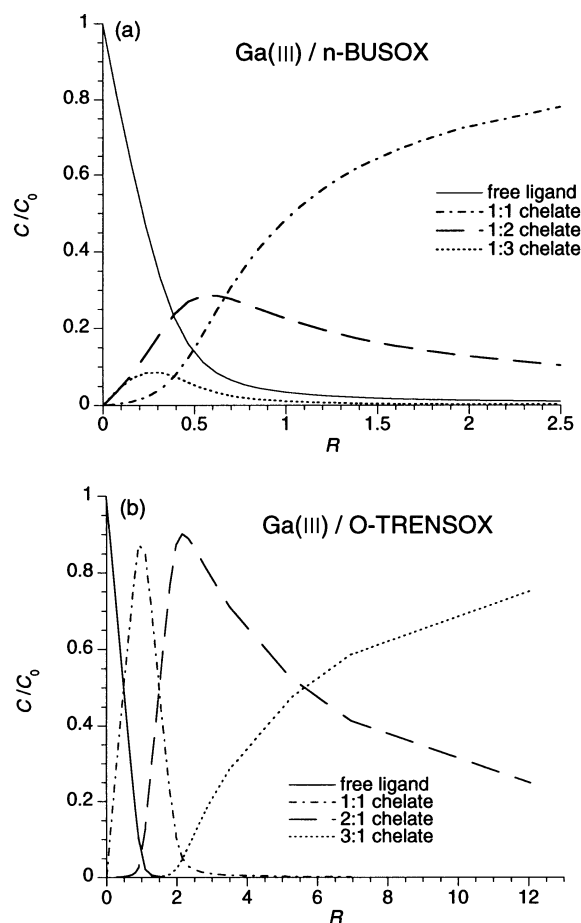 (a)
Ga(III) / n-BUSOX
1
0.8
0.6
0.4
0.2
0
C/C₀
free ligand
1:1 chelate
1:2 chelate
1:3 chelate
0 0.5 1 1.5 2 2.5
R
(b)
Ga(III) / O-TRENSOX
1
0.8
0.6
0.4
0.2
0
C/C₀
free ligand
1:1 chelate
2:1 chelate
3:1 chelate
0 2 4 6 8 10 12
R